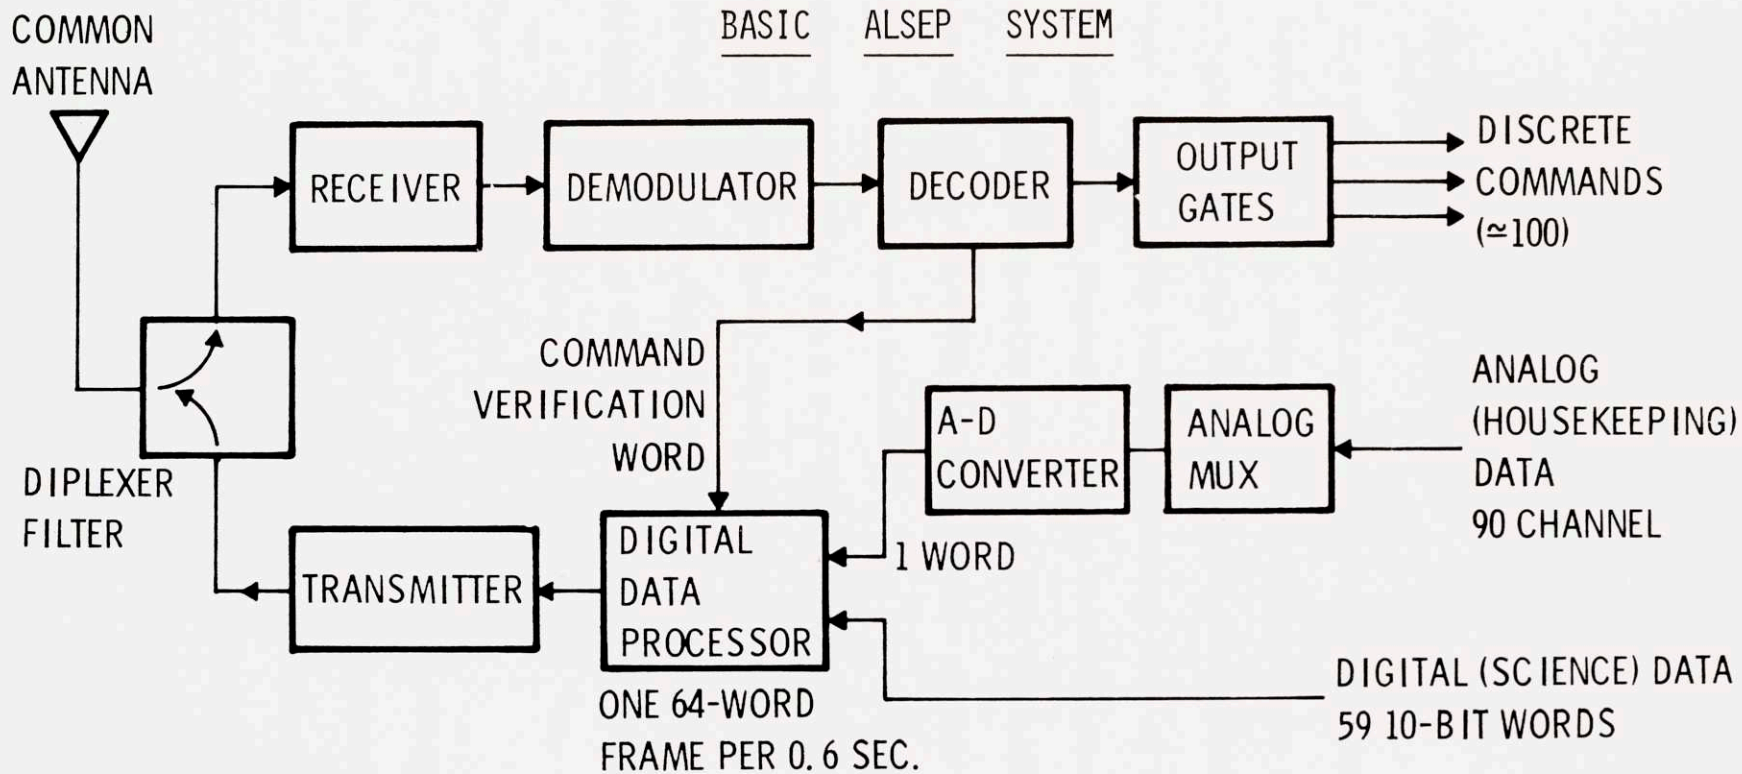 BASIC ALSEP SYSTEM
COMMON
ANTENNA
RECEIVER
DEMODULATOR
DECODER
OUTPUT
GATES
DISCRETE
COMMANDS
(≃100)
DIPLEXER
FILTER
COMMAND
VERIFICATION
WORD
A-D
CONVERTER
ANALOG
MUX
ANALOG
(HOUSEKEEPING)
DATA
90 CHANNEL
1 WORD
TRANSMITTER
DIGITAL
DATA
PROCESSOR
ONE 64-WORD
FRAME PER 0.6 SEC.
DIGITAL (SCIENCE) DATA
59 10-BIT WORDS